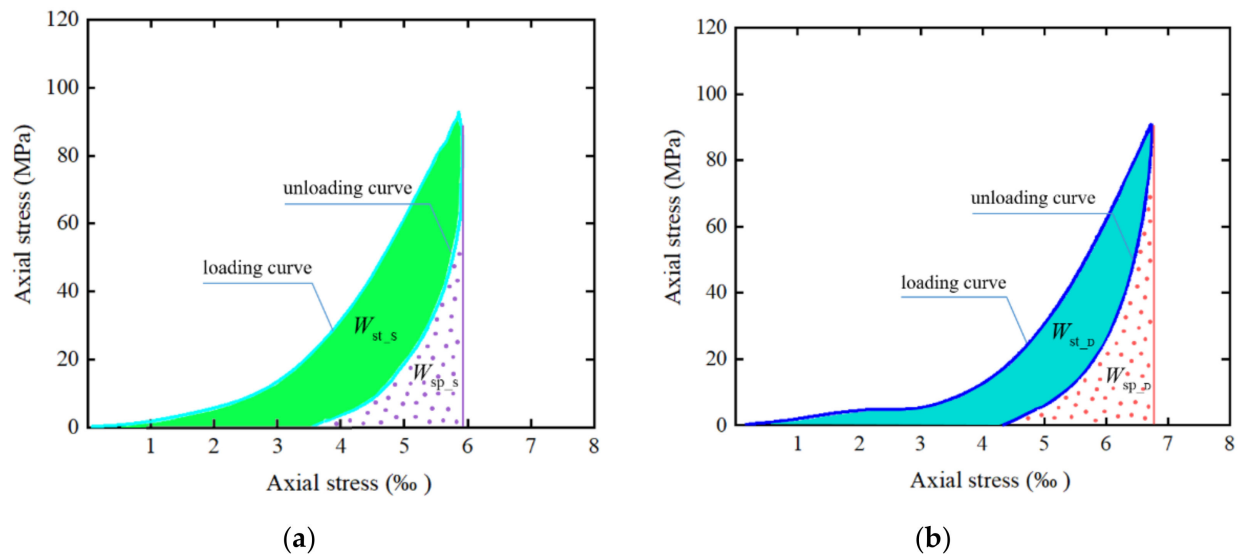 120
100
80
60
40
20
0
Axial stress (MPa)
unloading curve
loading curve
Wst_S
Wsp_S
1 2 3 4 5 6 7 8
Axial stress (‰ )
(a)
120
100
80
60
40
20
0
Axial stress (MPa)
unloading curve
loading curve
Wst_D
Wsp_D
1 2 3 4 5 6 7 8
Axial stress (‰ )
(b)